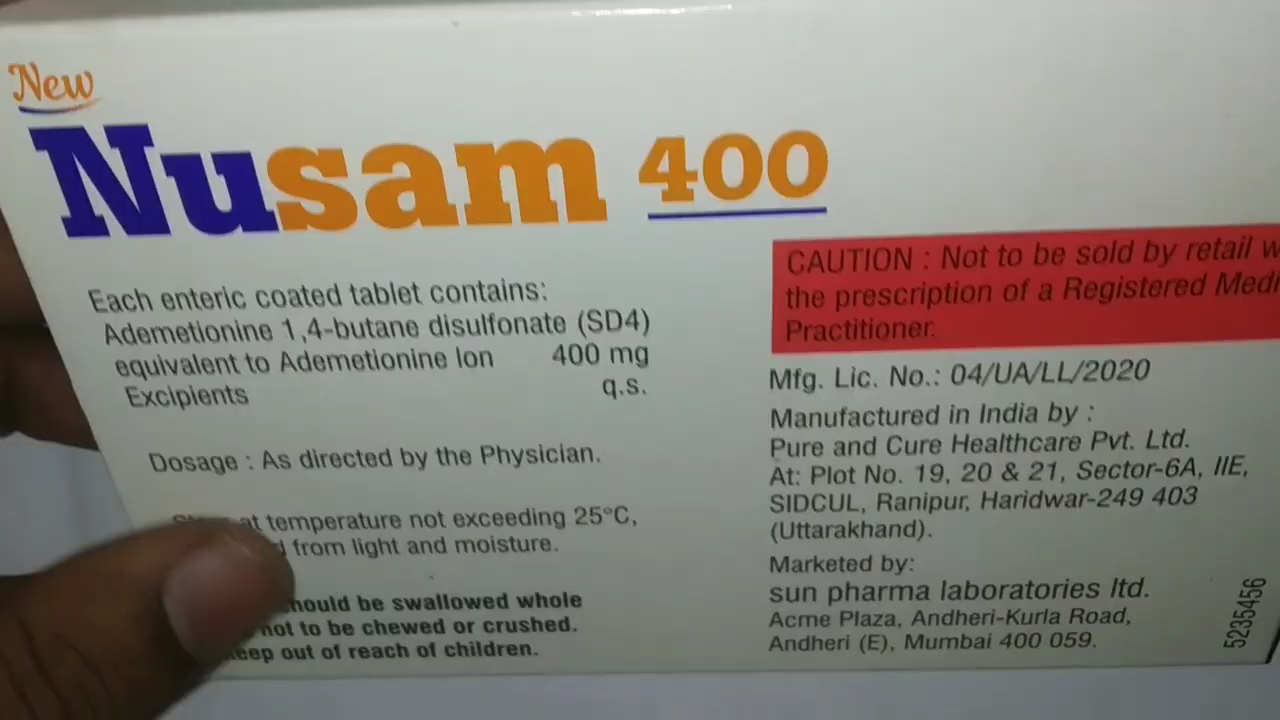 New
Nusam 400
Each enteric coated tablet contains:
Ademetionine 1,4-butane disulfonate (SD4)
equivalent to Ademetionine Ion 400 mg
Excipients q.s.
Dosage : As directed by the Physician.
at temperature not exceeding 25°C,
from light and moisture.
should be swallowed whole
not to be chewed or crushed.
Keep out of reach of children.
CAUTION : Not to be sold by retail
the prescription of a Registered
Practitioner.
Mfg. Lic. No.: 04/UA/LL/2020
Manufactured in India by :
Pure and Cure Healthcare Pvt. Ltd.
At: Plot No. 19, 20 & 21, Sector-6A, IIE,
SIDCUL, Ranipur, Haridwar-249 403
(Uttarakhand).
Marketed by:
sun pharma laboratories ltd.
Acme Plaza, Andheri-Kurla Road,
Andheri (E), Mumbai 400 059.
5235456